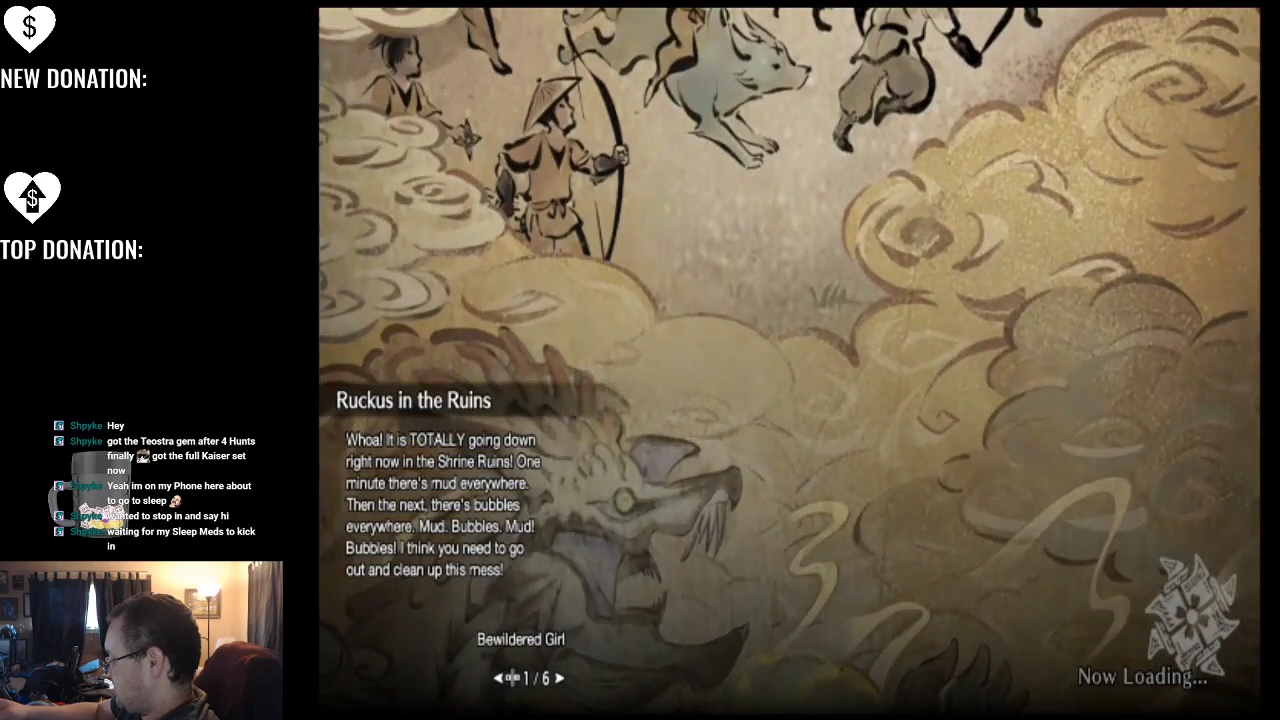 $
NEW DONATION:
$
TOP DONATION:
Shpyke Hey
Shpyke got the Teostra gem after 4 Hunts
finally got the full Kaiser set
now
Shpyke Yeah im on my Phone here about
to go to sleep
Shpyke wanted to stop in and say hi
Shpyke waiting for my Sleep Meds to kick
in
Ruckus in the Ruins
Whoa! It is TOTALLY going down
right now in the Shrine Ruins! One
minute there's mud everywhere.
Then the next, there's bubbles
everywhere. Mud. Bubbles. Mud!
Bubbles! I think you need to go
out and clean up this mess!
Bewildered Girl
1 / 6
Now Loading...